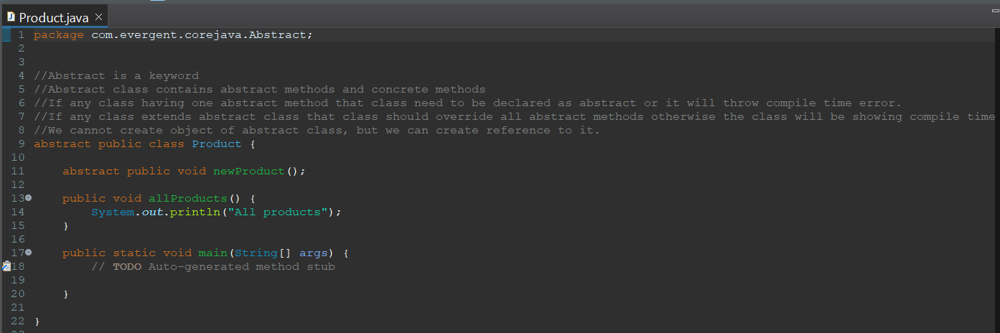 Product.java
1 package com.evergent.corejava.Abstract;
2
3
4 //Abstract is a keyword
5 //Abstract class contains abstract methods and concrete methods
6 //If any class having one abstract method that class need to be declared as abstract or it will throw compile time error.
7 //If any class extends abstract class that class should override all abstract methods otherwise the class will be showing compile time
8 //We cannot create object of abstract class, but we can create reference to it.
9 abstract public class Product {
10
11 abstract public void newProduct();
12
13 public void allProducts() {
14 System.out.println("All products");
15 }
16
17 public static void main(String[] args) {
18 // TODO Auto-generated method stub
19
20 }
21
22 }